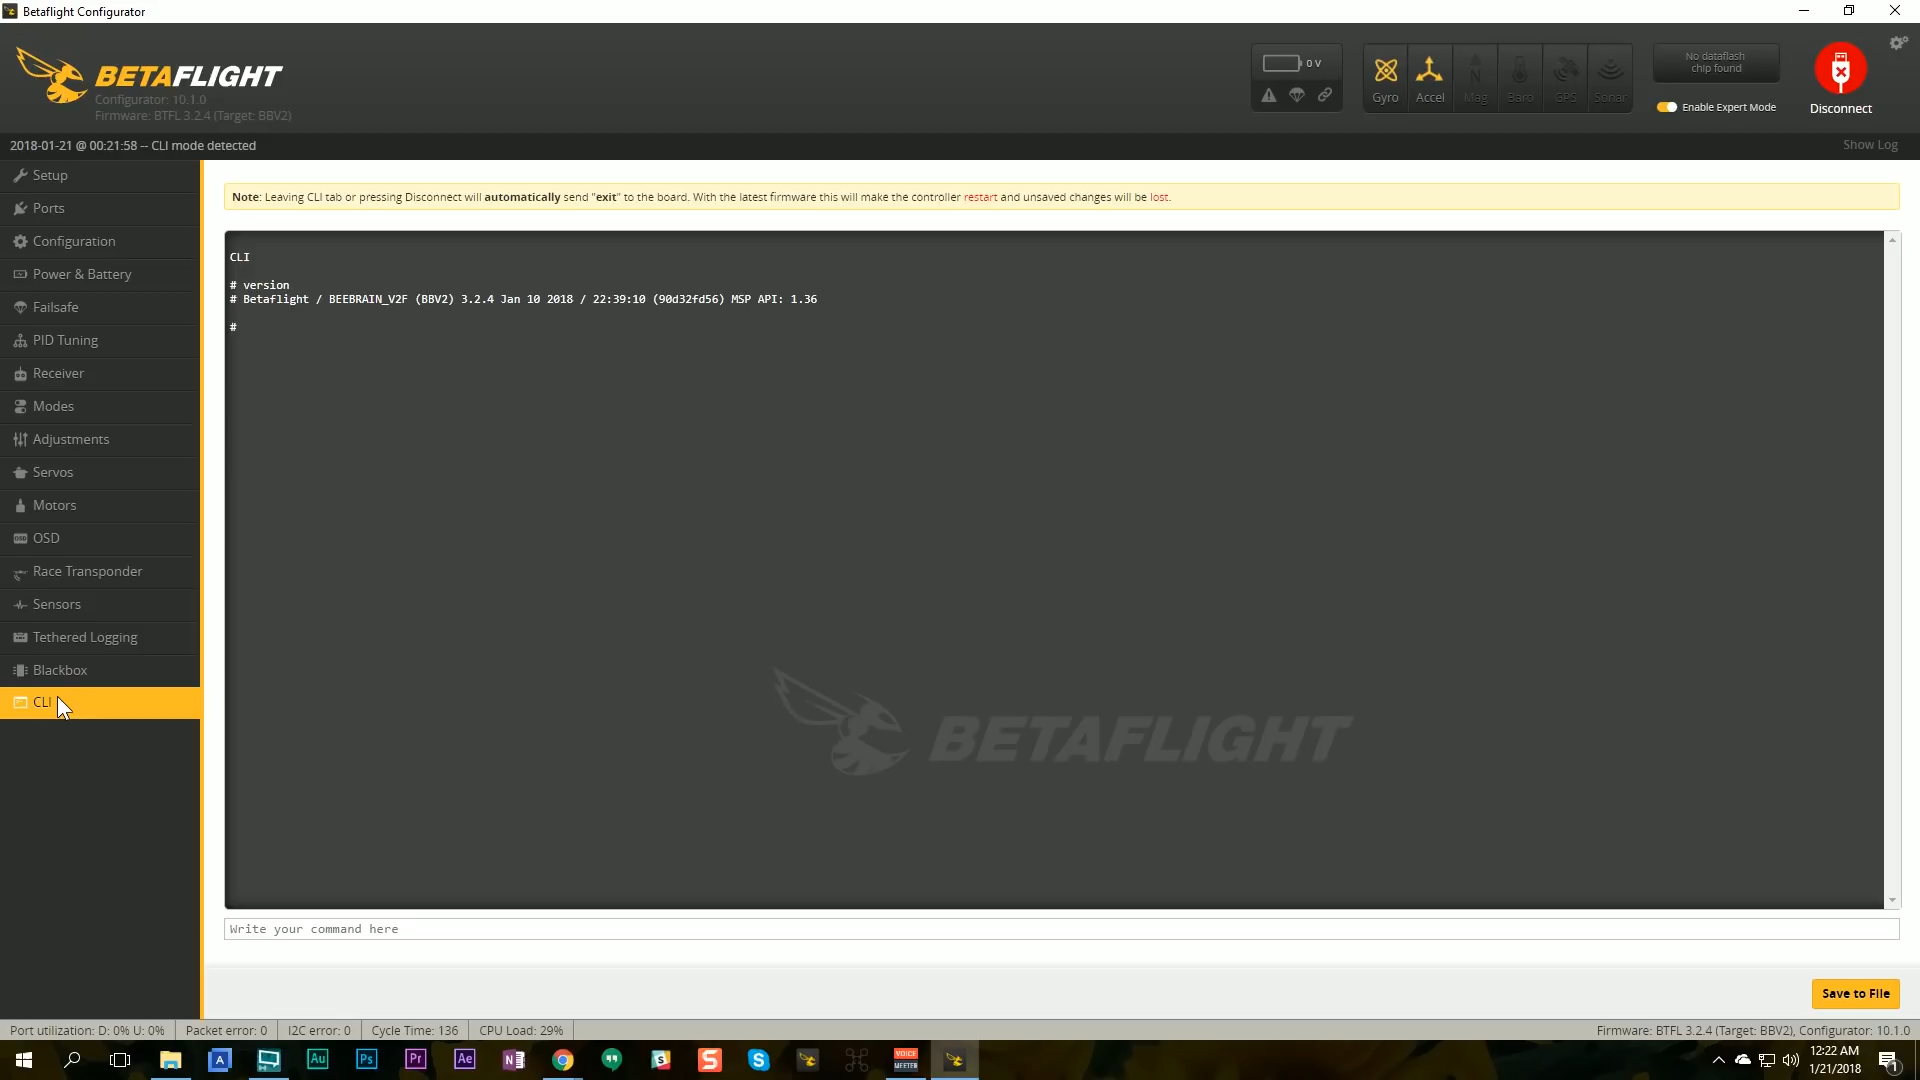 Betaflight Configurator
BETAFLIGHT
Configurator: 10.1.0
Firmware: BTFL 3.2.4 (Target: BBV2)
0 V
Gyro
Accel
Mag
Baro
GPS
Sonar
No dataflash
chip found
Enable Expert Mode
Disconnect
2018-01-21 @ 00:21:58 -- CLI mode detected
Show Log
Setup
Ports
Configuration
Power & Battery
Failsafe
PID Tuning
Receiver
Modes
Adjustments
Servos
Motors
OSD
Race Transponder
Sensors
Tethered Logging
Blackbox
CLI
Note: Leaving CLI tab or pressing Disconnect will automatically send "exit" to the board. With the latest firmware this will make the controller restart and unsaved changes will be lost.
CLI
# version
# Betaflight / BEEBRAIN_V2F (BBV2) 3.2.4 Jan 10 2018 / 22:39:10 (90d32fd56) MSP API: 1.36
#
BETAFLIGHT
Write your command here
Save to File
Port utilization: D: 0% U: 0%
Packet error: 0
I2C error: 0
Cycle Time: 136
CPU Load: 29%
Firmware: BTFL 3.2.4 (Target: BBV2), Configurator: 10.1.0
A
Au
Ps
Pr
Ae
N
S
S
S
VOICE
MEETER
12:22 AM
1/21/2018
1